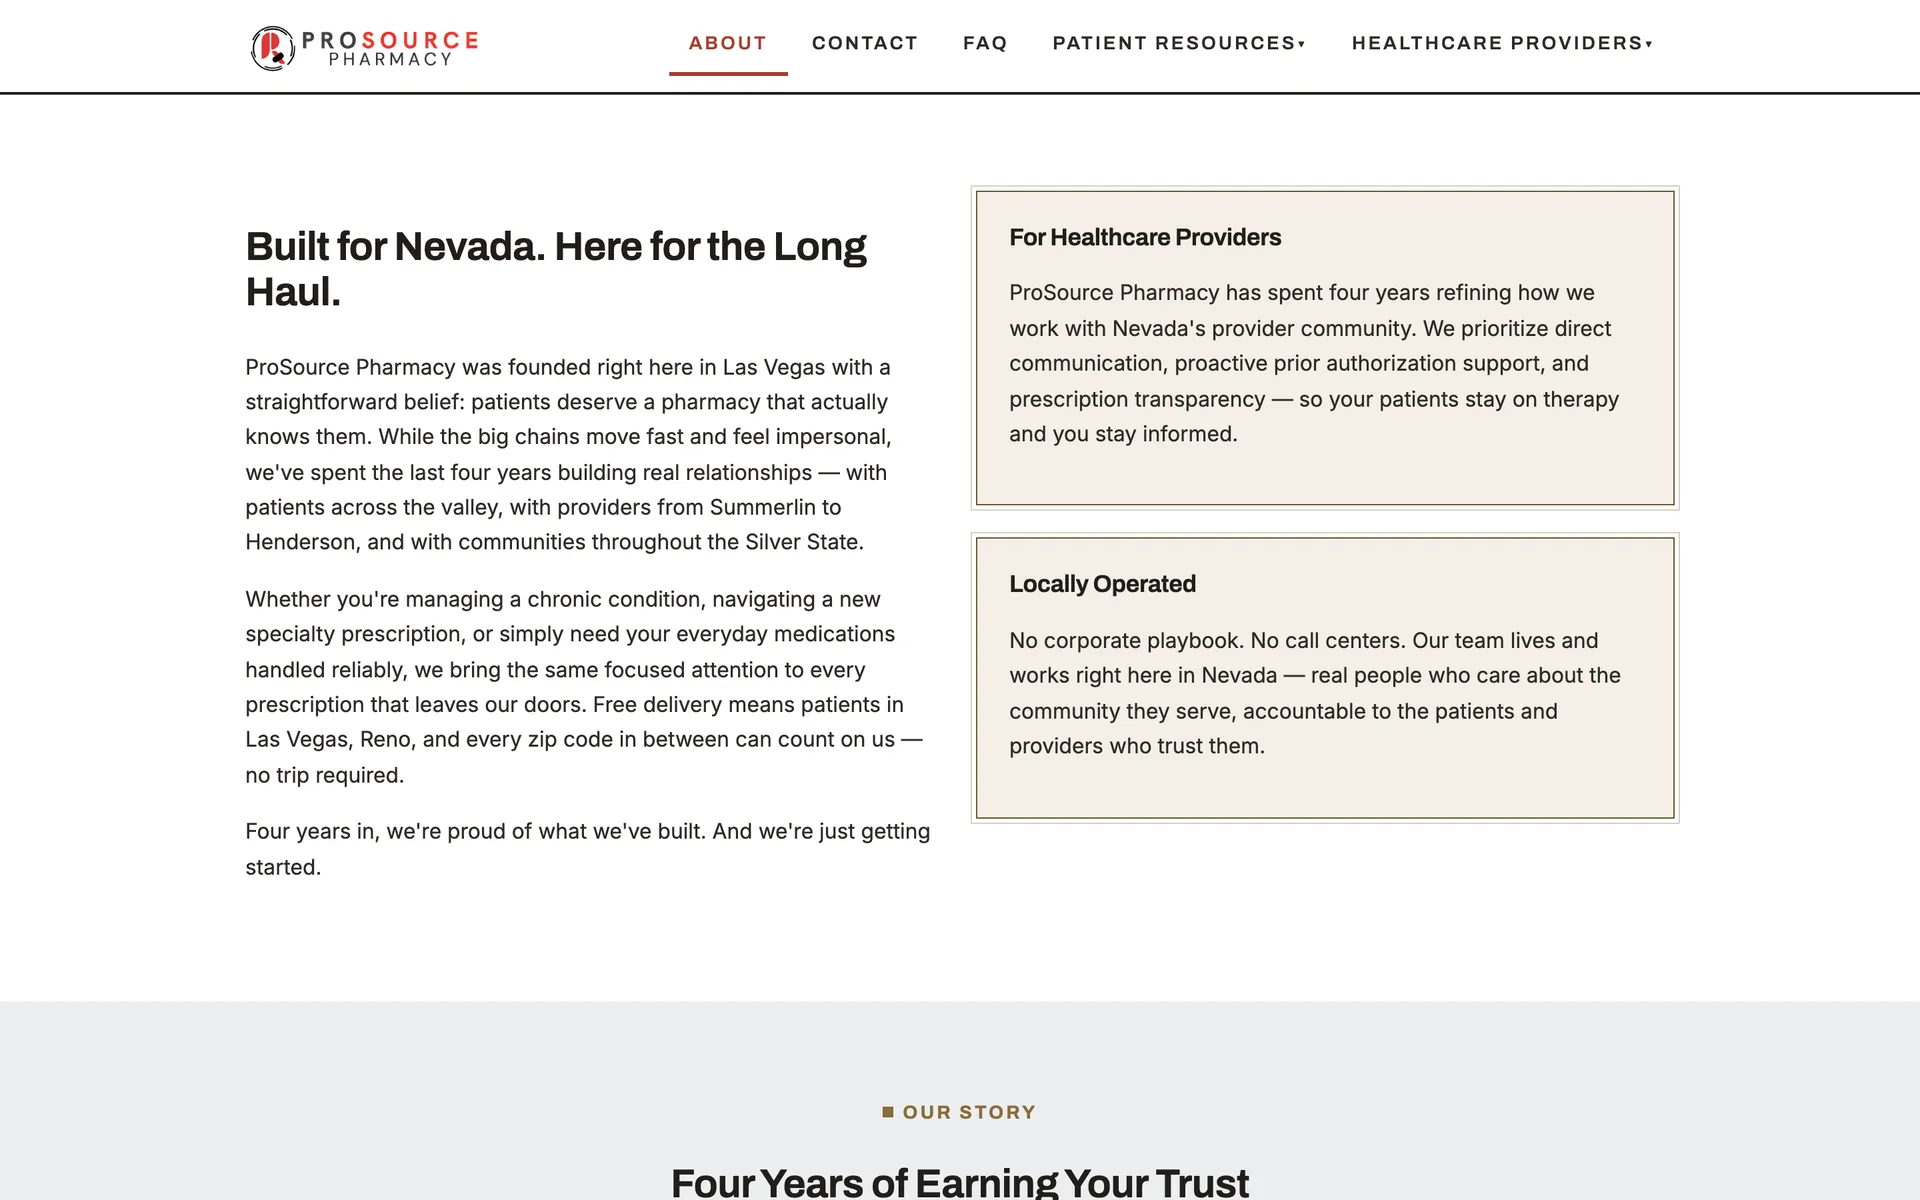 PROSOURCE
PHARMACY
ABOUT
CONTACT
FAQ
PATIENT RESOURCES▾
HEALTHCARE PROVIDERS▾
Built for Nevada. Here for the Long
Haul.
ProSource Pharmacy was founded right here in Las Vegas with a
straightforward belief: patients deserve a pharmacy that actually
knows them. While the big chains move fast and feel impersonal,
we've spent the last four years building real relationships — with
patients across the valley, with providers from Summerlin to
Henderson, and with communities throughout the Silver State.
Whether you're managing a chronic condition, navigating a new
specialty prescription, or simply need your everyday medications
handled reliably, we bring the same focused attention to every
prescription that leaves our doors. Free delivery means patients in
Las Vegas, Reno, and every zip code in between can count on us —
no trip required.
Four years in, we're proud of what we've built. And we're just getting
started.
For Healthcare Providers
ProSource Pharmacy has spent four years refining how we
work with Nevada's provider community. We prioritize direct
communication, proactive prior authorization support, and
prescription transparency — so your patients stay on therapy
and you stay informed.
Locally Operated
No corporate playbook. No call centers. Our team lives and
works right here in Nevada — real people who care about the
community they serve, accountable to the patients and
providers who trust them.
OUR STORY
Four Years of Earning Your Trust